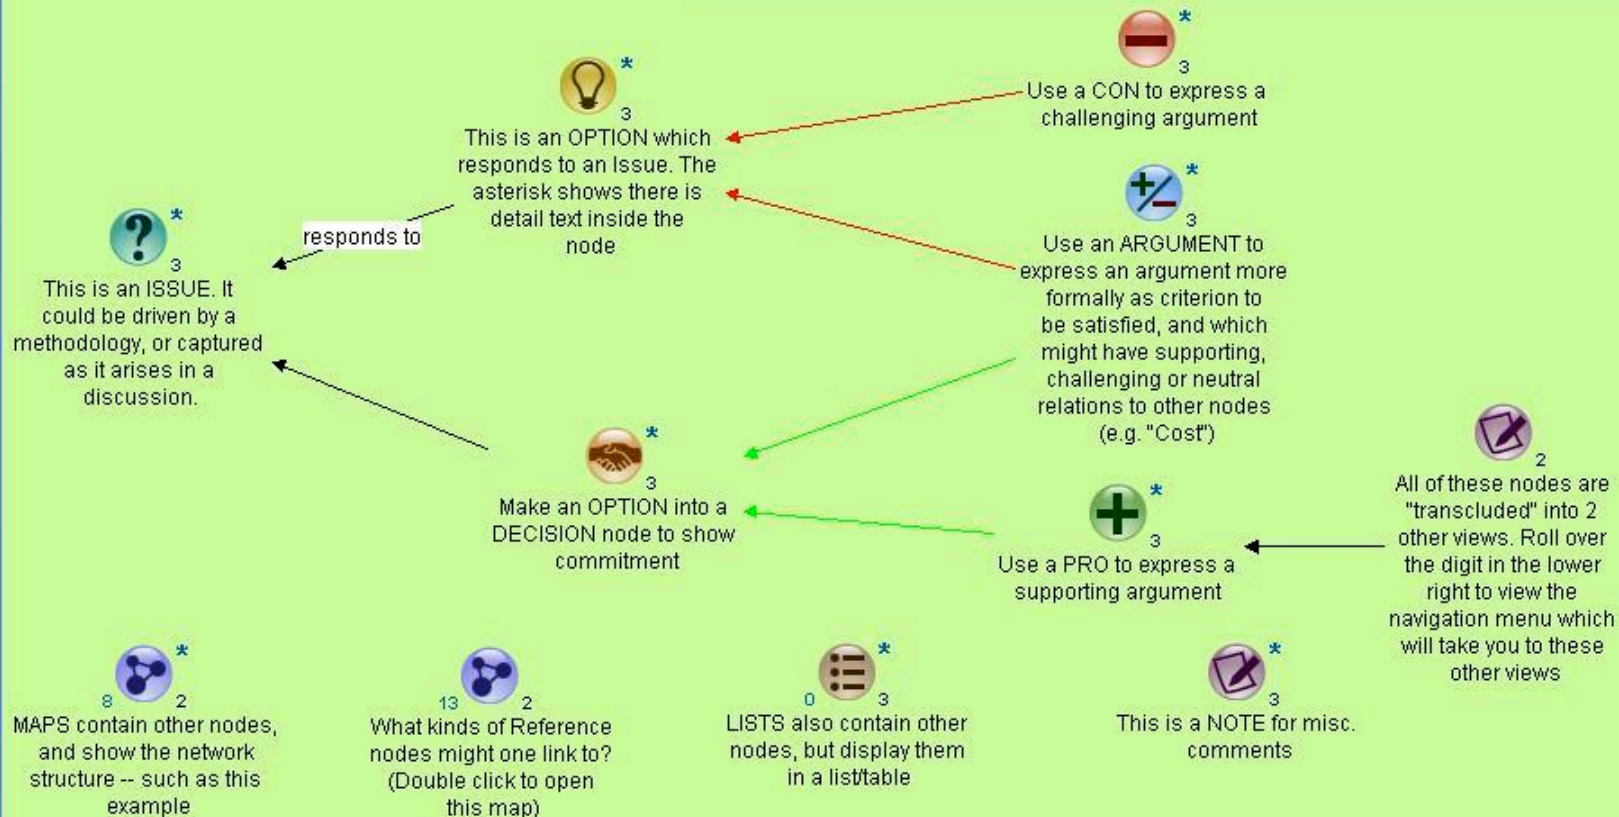 *
3
This is an ISSUE. It
could be driven by a
methodology, or captured
as it arises in a
discussion.
responds to
*
3
This is an OPTION which
responds to an Issue. The
asterisk shows there is
detail text inside the
node
*
3
Use a CON to express a
challenging argument
*
3
Use an ARGUMENT to
express an argument more
formally as criterion to
be satisfied, and which
might have supporting,
challenging or neutral
relations to other nodes
(e.g. "Cost")
*
3
Make an OPTION into a
DECISION node to show
commitment
*
3
Use a PRO to express a
supporting argument
2
All of these nodes are
"transcluded" into 2
other views. Roll over
the digit in the lower
right to view the
navigation menu which
will take you to these
other views
*
8 2
MAPS contain other nodes,
and show the network
structure -- such as this
example
13 2
What kinds of Reference
nodes might one link to?
(Double click to open
this map)
*
0 3
LISTS also contain other
nodes, but display them
in a list/table
*
3
This is a NOTE for misc.
comments